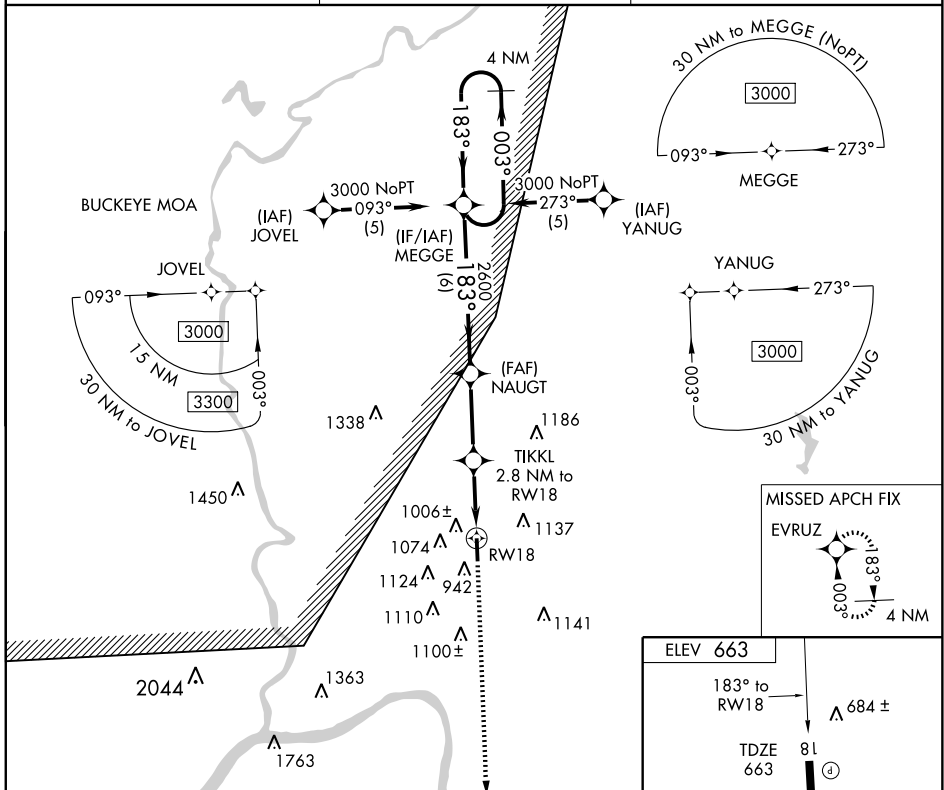 4 NM
183°
003°
30 NM to MEGGE (NoPT)
3000
093°
273°
MEGGE
BUCKEYE MOA
(IAF)
JOVEL
3000 NoPT
093°
(5)
(IF/IAF)
MEGGE
3000 NoPT
273°
(5)
(IAF)
YANUG
2600
183°
(6)
JOVEL
093°
3000
15 NM
3300
30 NM to JOVEL
003°
YANUG
273°
3000
003°
30 NM to YANUG
(FAF)
NAUGT
1338
1186
TIKKL
2.8 NM to
RW18
1450
1006±
1137
1074
RW18
1124
942
1110
1141
1100±
2044
1363
1763
MISSED APCH FIX
EVRUZ
183°
003°
4 NM
ELEV 663
183° to
RW18
684 ±
TDZE
663
18
P